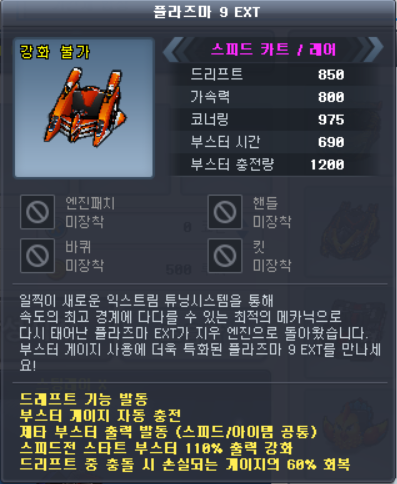 플라즈마 9 EXT
강화 불가
스피드 카트 / 레어
드리프트 850
가속력 800
코너링 975
부스터 시간 690
부스터 충전량 1200
엔진패치
미장착
핸들
미장착
바퀴
미장착
킷
미장착
일찍이 새로운 익스트림 튜닝시스템을 통해
속도의 최고 경계에 다다를 수 있는 최적의 메카닉으로
다시 태어난 플라즈마 EXT가 지우 엔진으로 돌아왔습니다.
부스터 게이지 사용에 더욱 특화된 플라즈마 9 EXT를 만나세
요!
드래프트 기능 발동
부스터 게이지 자동 충전
제타 부스터 출력 발동 (스피드/아이템 공통)
스피드전 스타트 부스터 110% 출력 강화
드리프트 중 충돌 시 손실되는 게이지의 60% 회복